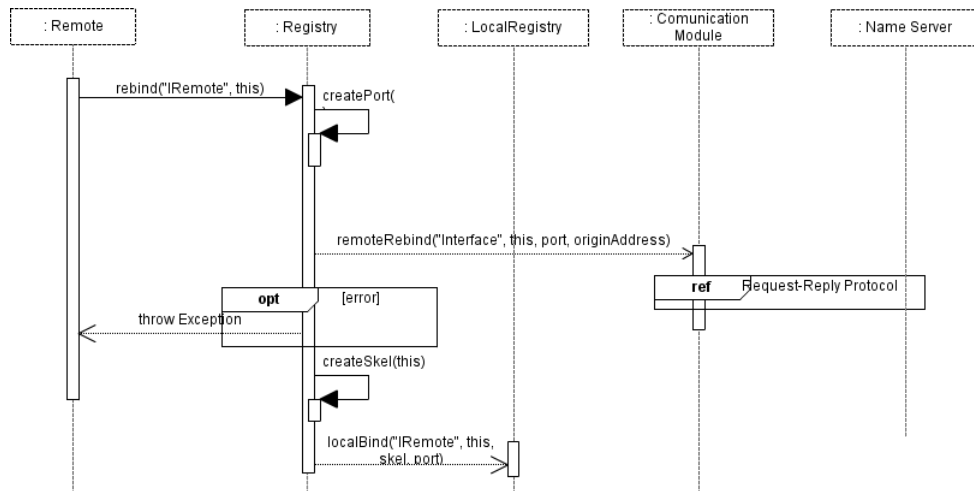 : Remote
: Registry
: LocalRegistry
: Comunication
Module
: Name Server
rebind("IRemote", this)
createPort(
)
remoteRebind("Interface", this, port, originAddress)
ref
Request-Reply Protocol
opt
[error]
throw Exception
createSkel(this)
localBind("IRemote", this,
skel, port)